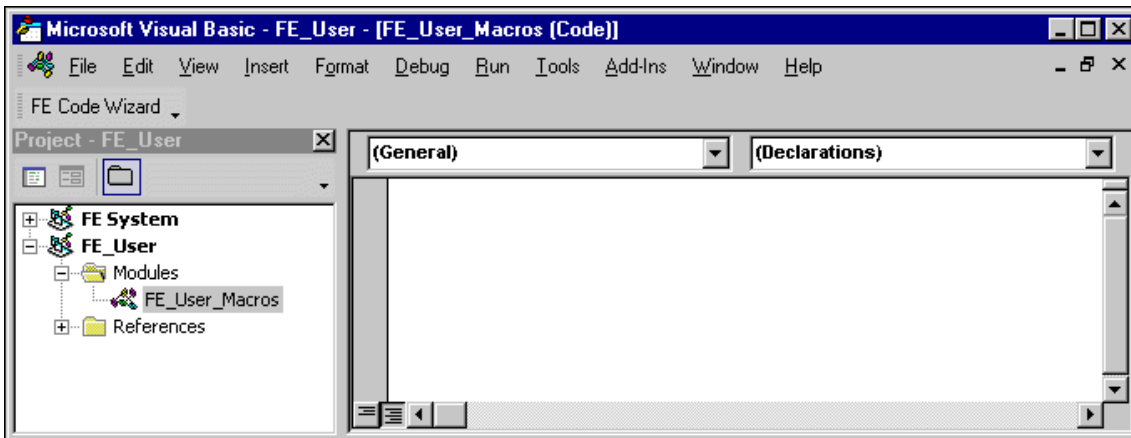 Microsoft Visual Basic - FE_User - [FE_User_Macros (Code)]
File Edit View Insert Format Debug Run Tools Add-Ins Window Help
FE Code Wizard
Project - FE_User
(General) (Declarations)
FE System
FE_User
Modules
FE_User_Macros
References